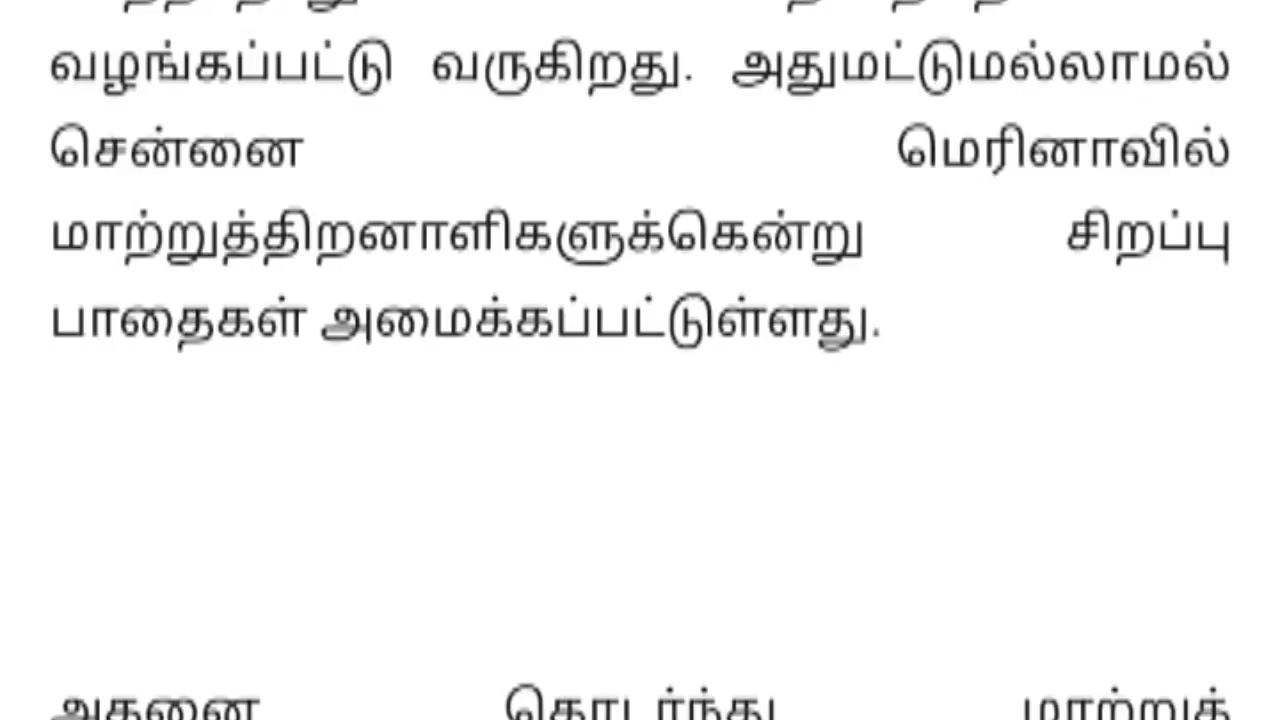 வழங்கப்பட்டு வருகிறது. அதுமட்டுமல்லாமல்
சென்னை மெரினாவில்
மாற்றுத்திறனாளிகளுக்கென்று சிறப்பு
பாதைகள் அமைக்கப்பட்டுள்ளது.